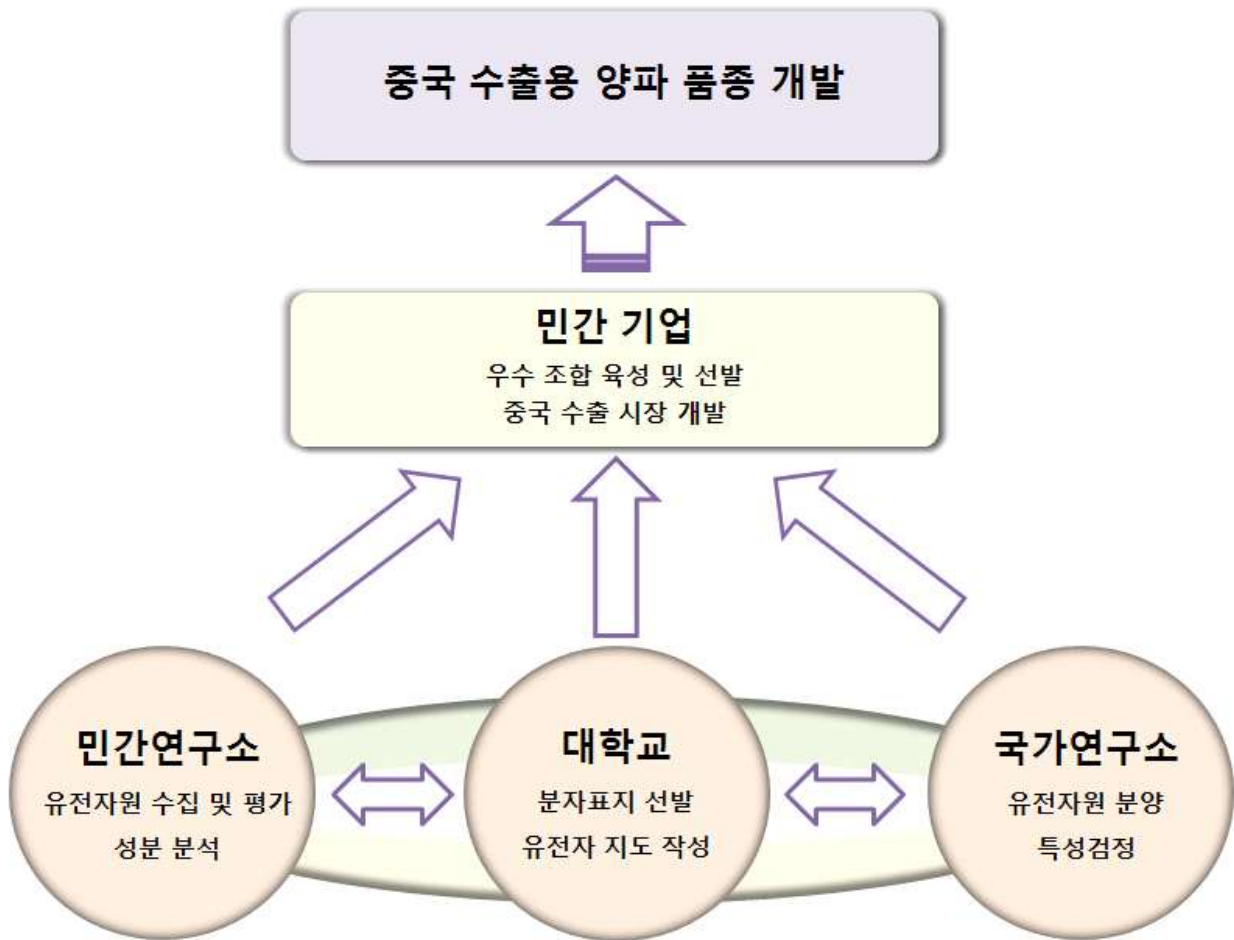 중국 수출용 양파 품종 개발
민간 기업
우수 조합 육성 및 선발
중국 수출 시장 개발
민간연구소
유전자원 수집 및 평가
성분 분석
대학교
분자표지 선발
유전자 지도 작성
국가연구소
유전자원 분양
특성검정